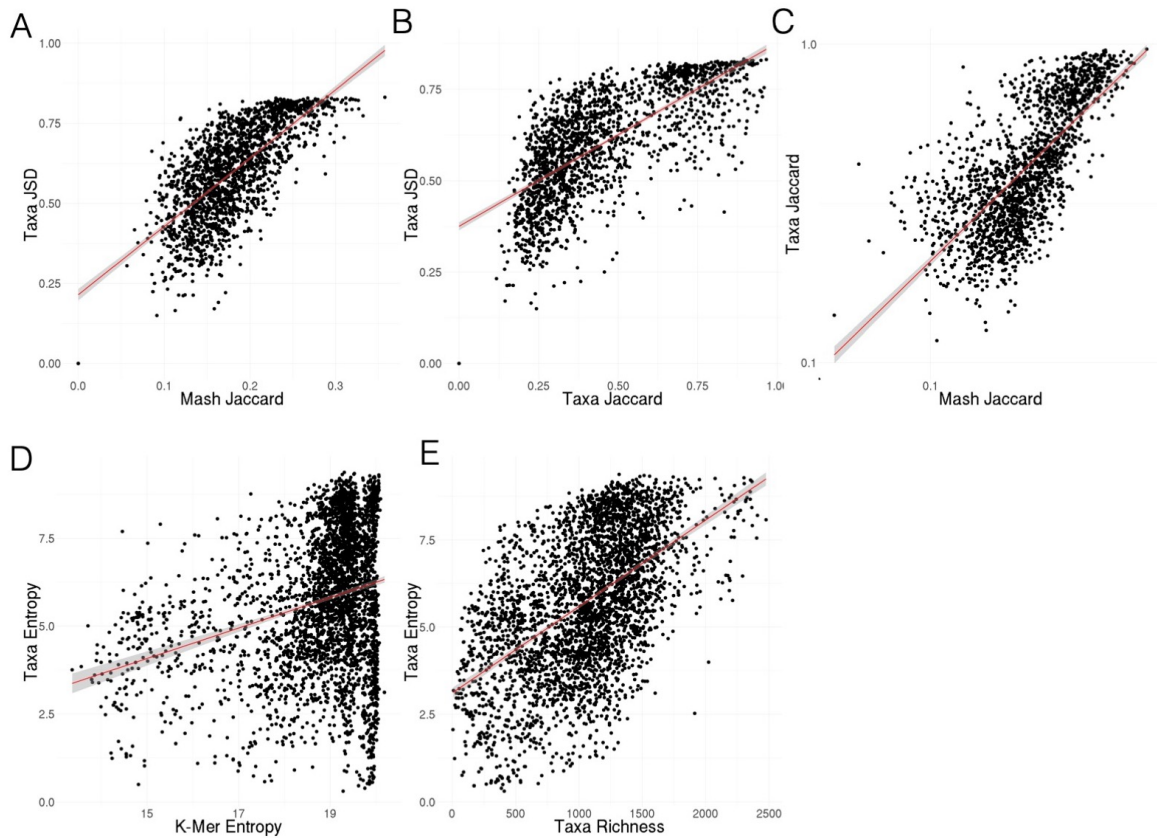 A
1.00
0.75
0.50
0.25
0.00
Taxa JSD
0.0 0.1 0.2 0.3
Mash Jaccard
B
0.75
0.50
0.25
0.00
Taxa JSD
0.00 0.25 0.50 0.75 1.0
Taxa Jaccard
C
1.0
0.1
Taxa Jaccard
0.1
Mash Jaccard
D
7.5
5.0
2.5
0.0
Taxa Entropy
15 17 19
K-Mer Entropy
E
7.5
5.0
2.5
0.0
Taxa Entropy
0 500 1000 1500 2000 2500
Taxa Richness